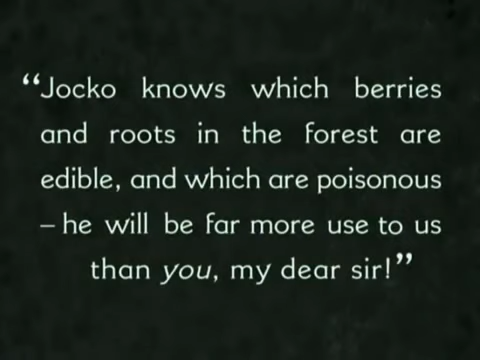 “Jocko knows which berries
and roots in the forest are
edible, and which are poisonous
– he will be far more use to us
than you, my dear sir!”